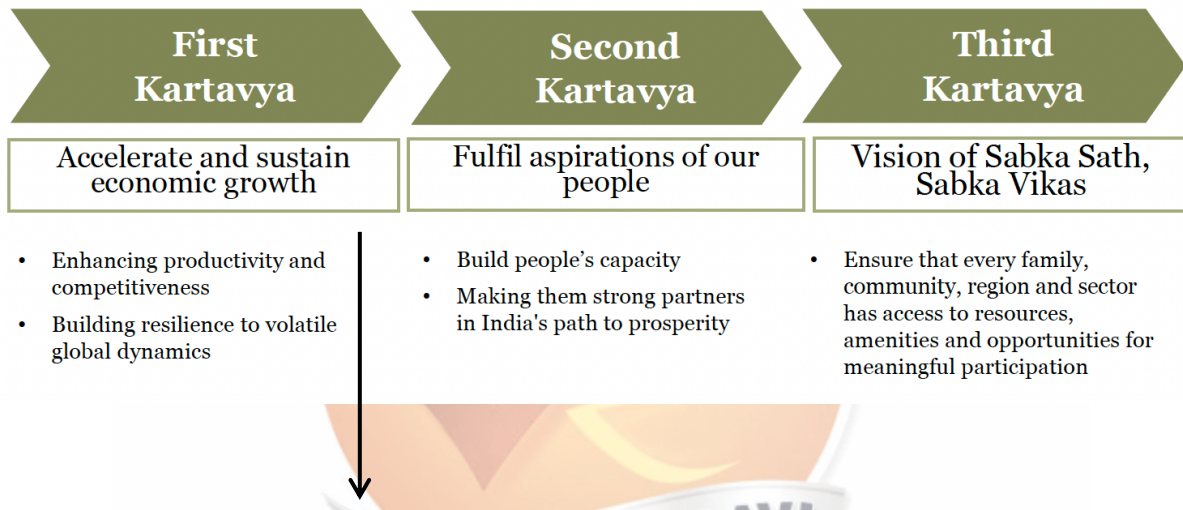 First
Kartavya
Second
Kartavya
Third
Kartavya
Accelerate and sustain
economic growth
Fulfil aspirations of our
people
Vision of Sabka Sath,
Sabka Vikas
• Enhancing productivity and
competitiveness
• Building resilience to volatile
global dynamics
• Build people’s capacity
• Making them strong partners
in India's path to prosperity
• Ensure that every family,
community, region and sector
has access to resources,
amenities and opportunities for
meaningful participation